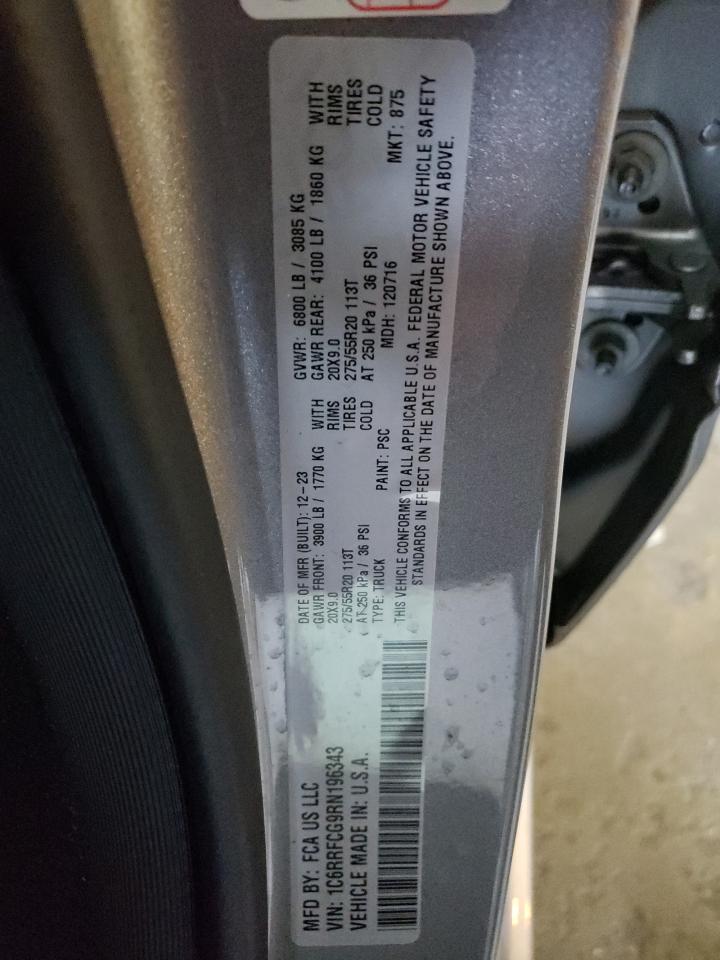 MFD BY: FCA US LLC
VIN: 1C6RRFCG9RN196343
VEHICLE MADE IN: U.S.A.
DATE OF MFR (BUILT): 12-23 GVWR: 6800 LB / 3085 KG
GAWR FRONT: 3900 LB / 1770 KG WITH GAWR REAR: 4100 LB / 1860 KG WITH
20X9.0 RIMS 20X9.0 RIMS
275/55R20 113T TIRES 275/55R20 113T TIRES
AT 250 kPa / 36 PSI COLD AT 250 kPa / 36 PSI COLD
TYPE: TRUCK PAINT: PSC MDH: 120716 MKT: 875
THIS VEHICLE CONFORMS TO ALL APPLICABLE U.S.A. FEDERAL MOTOR VEHICLE SAFETY
STANDARDS IN EFFECT ON THE DATE OF MANUFACTURE SHOWN ABOVE.